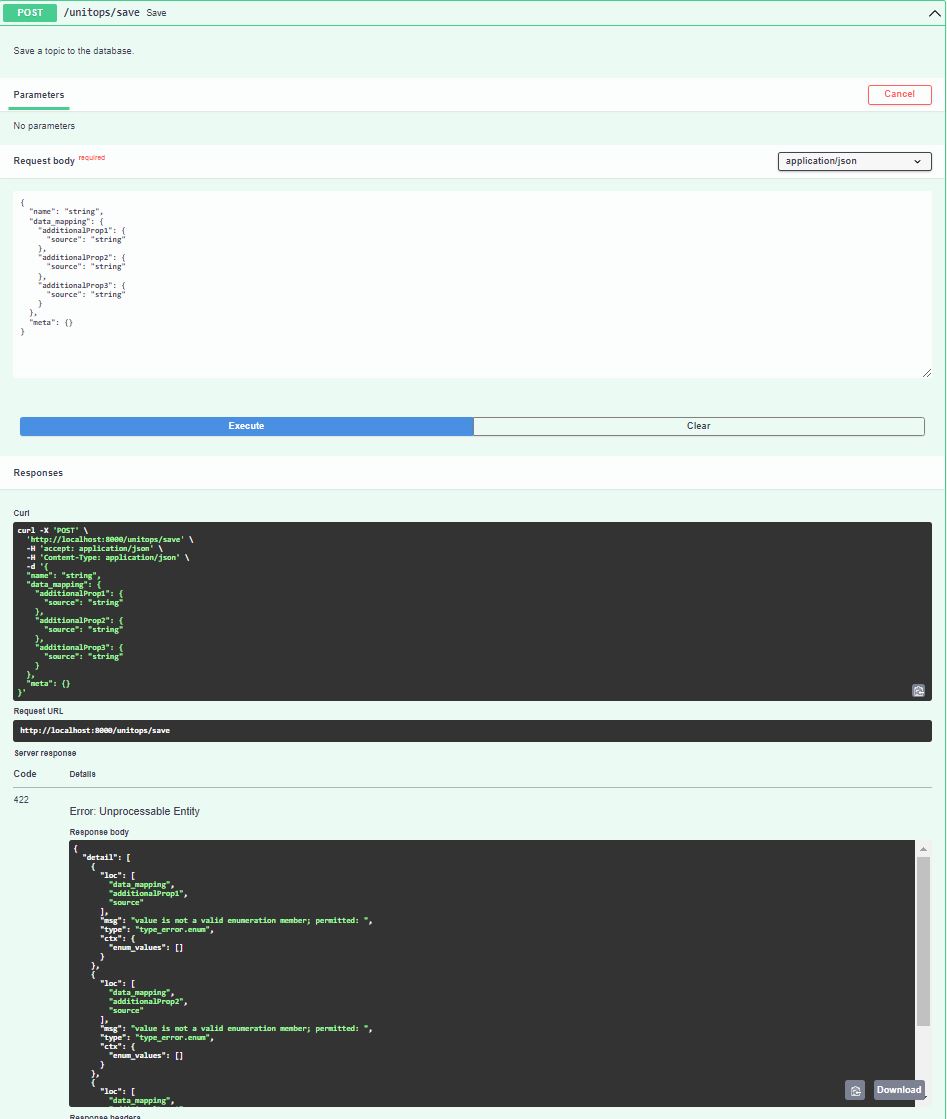 POST /unitops/save Save
Save a topic to the database.
Parameters
Cancel
No parameters
Request body required
application/json
{
  "name": "string",
  "data_mapping": {
    "additionalProp1": {
      "source": "string"
    },
    "additionalProp2": {
      "source": "string"
    },
    "additionalProp3": {
      "source": "string"
    }
  },
  "meta": {}
}
Execute
Clear
Responses
Curl
curl -X 'POST' \
  'http://localhost:8000/unitops/save' \
  -H 'accept: application/json' \
  -H 'Content-Type: application/json' \
  -d '{
  "name": "string",
  "data_mapping": {
    "additionalProp1": {
      "source": "string"
    },
    "additionalProp2": {
      "source": "string"
    },
    "additionalProp3": {
      "source": "string"
    }
  },
  "meta": {}
}'
Request URL
http://localhost:8000/unitops/save
Server response
Code Details
422
Error: Unprocessable Entity
Response body
{
  "detail": [
    {
      "loc": [
        "data_mapping",
        "additionalProp1",
        "source"
      ],
      "msg": "value is not a valid enumeration member; permitted: ",
      "type": "type_error.enum",
      "ctx": {
        "enum_values": []
      }
    },
    {
      "loc": [
        "data_mapping",
        "additionalProp2",
        "source"
      ],
      "msg": "value is not a valid enumeration member; permitted: ",
      "type": "type_error.enum",
      "ctx": {
        "enum_values": []
      }
    },
    {
      "loc": [
        "data_mapping",
Download
Response headers